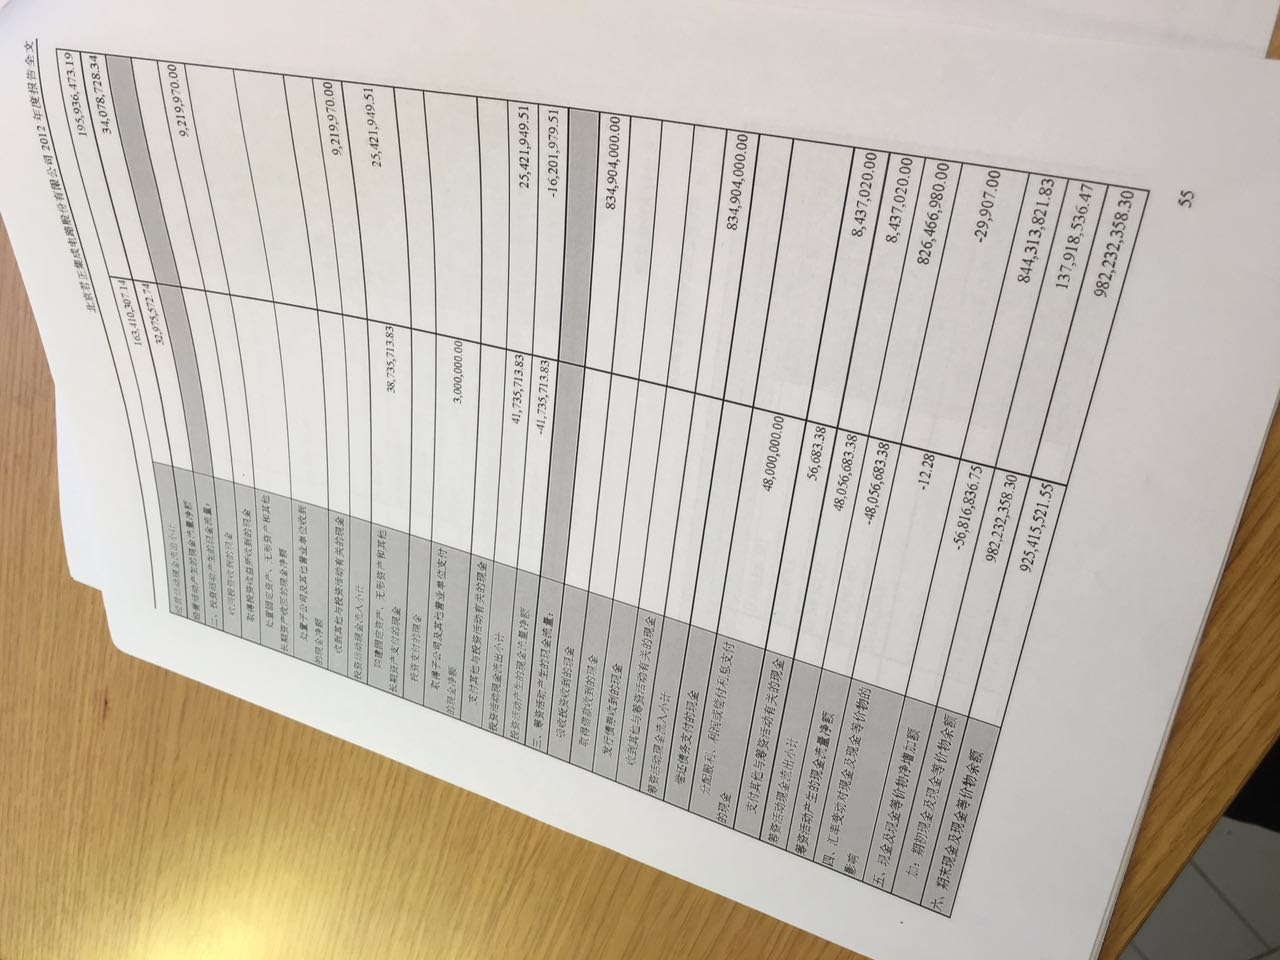 北京君正集成电路股份有限公司 2012 年度报告全文
经营活动现金流出小计 163,410,307.14 195,936,473.19
经营活动产生的现金流量净额 32,975,572.74 34,078,728.34
二、投资活动产生的现金流量:
收回投资收到的现金
取得投资收益所收到的现金 9,219,970.00
处置固定资产、无形资产和其他
长期资产收回的现金净额
处置子公司及其他营业单位收到
的现金净额
收到其他与投资活动有关的现金
投资活动现金流入小计 9,219,970.00
购建固定资产、无形资产和其他
长期资产支付的现金 38,735,713.83 25,421,949.51
投资支付的现金
取得子公司及其他营业单位支付
的现金净额 3,000,000.00
支付其他与投资活动有关的现金
投资活动现金流出小计 41,735,713.83 25,421,949.51
投资活动产生的现金流量净额 -41,735,713.83 -16,201,979.51
三、筹资活动产生的现金流量:
吸收投资收到的现金 834,904,000.00
取得借款收到的现金
发行债券收到的现金
收到其他与筹资活动有关的现金
筹资活动现金流入小计 834,904,000.00
偿还债务支付的现金
分配股利、利润或偿付利息支付
的现金 48,000,000.00
支付其他与筹资活动有关的现金 56,683.38 8,437,020.00
筹资活动现金流出小计 48,056,683.38 8,437,020.00
筹资活动产生的现金流量净额 -48,056,683.38 826,466,980.00
四、汇率变动对现金及现金等价物的
影响 -12.28 -29,907.00
五、现金及现金等价物净增加额 -56,816,836.75 844,313,821.83
加：期初现金及现金等价物余额 982,232,358.30 137,918,536.47
六、期末现金及现金等价物余额 925,415,521.55 982,232,358.30
55